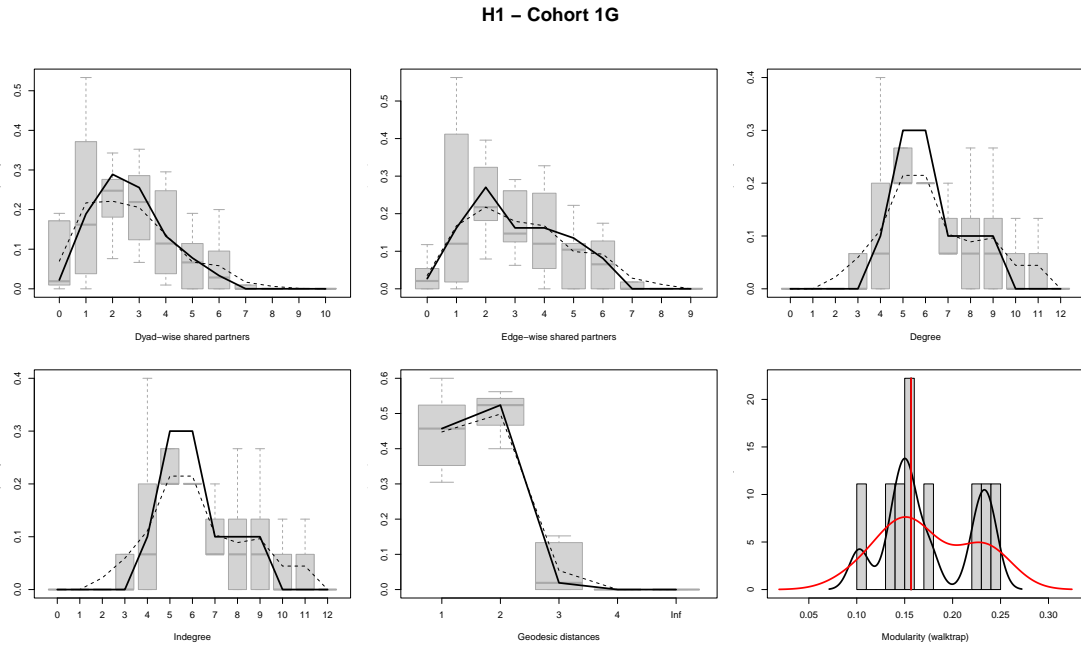 H1 – Cohort 1G
0.0 0.1 0.2 0.3 0.4 0.5
0 1 2 3 4 5 6 7 8 9 10
Dyad−wise shared partners
0.0 0.1 0.2 0.3 0.4 0.5
0 1 2 3 4 5 6 7 8 9
Edge−wise shared partners
0.0 0.1 0.2 0.3 0.4
0 1 2 3 4 5 6 7 8 9 10 11 12
Degree
0.0 0.1 0.2 0.3 0.4
0 1 2 3 4 5 6 7 8 9 10 11 12
Indegree
0.0 0.1 0.2 0.3 0.4 0.5 0.6
1 2 3 4 Inf
Geodesic distances
0 5 10 15 20
0.05 0.10 0.15 0.20 0.25 0.30
Modularity (walktrap)